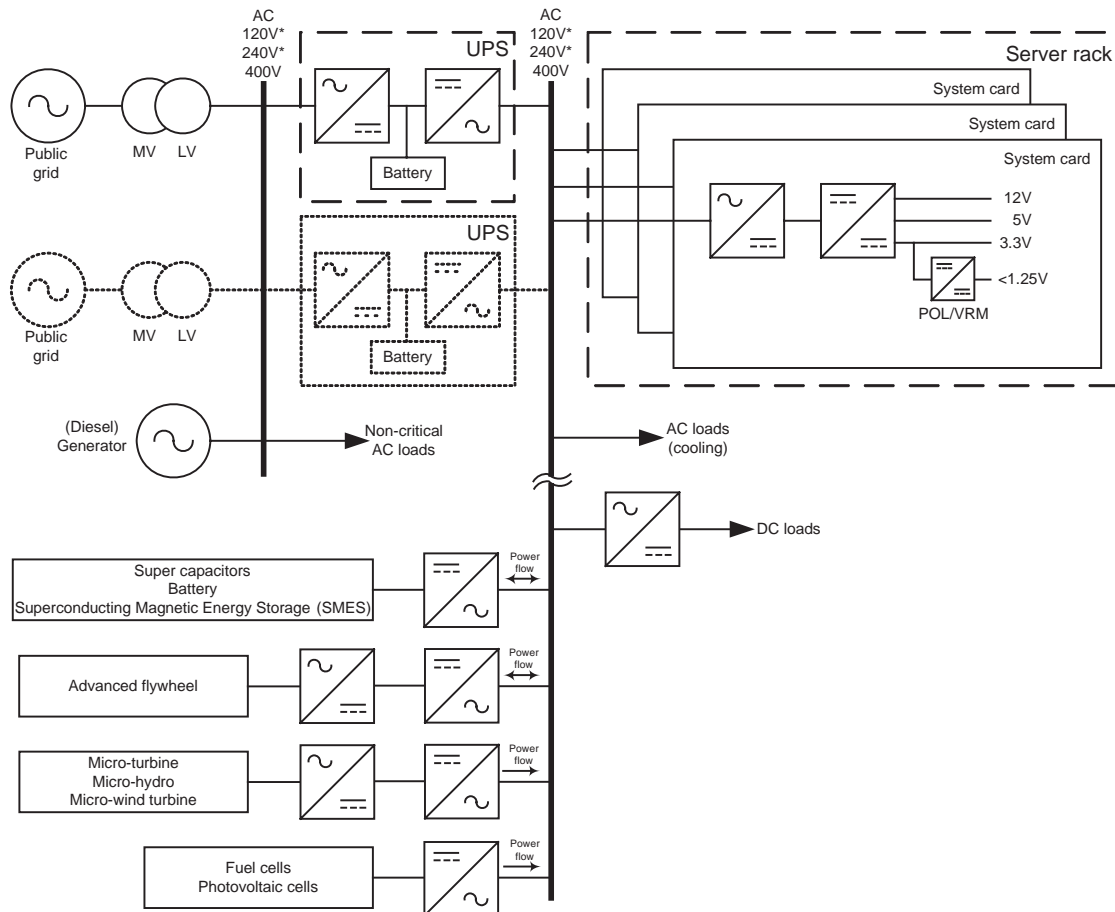 AC
120V*
240V*
400V
UPS
Battery
Public
grid
MV
LV
AC
120V*
240V*
400V
Server rack
System card
System card
System card
12V
5V
3.3V
<1.25V
POL/VRM
UPS
Battery
Public
grid
MV
LV
(Diesel)
Generator
Non-critical
AC loads
AC loads
(cooling)
DC loads
Super capacitors
Battery
Superconducting Magnetic Energy Storage (SMES)
Power
flow
Advanced flywheel
Power
flow
Micro-turbine
Micro-hydro
Micro-wind turbine
Power
flow
Fuel cells
Photovoltaic cells
Power
flow